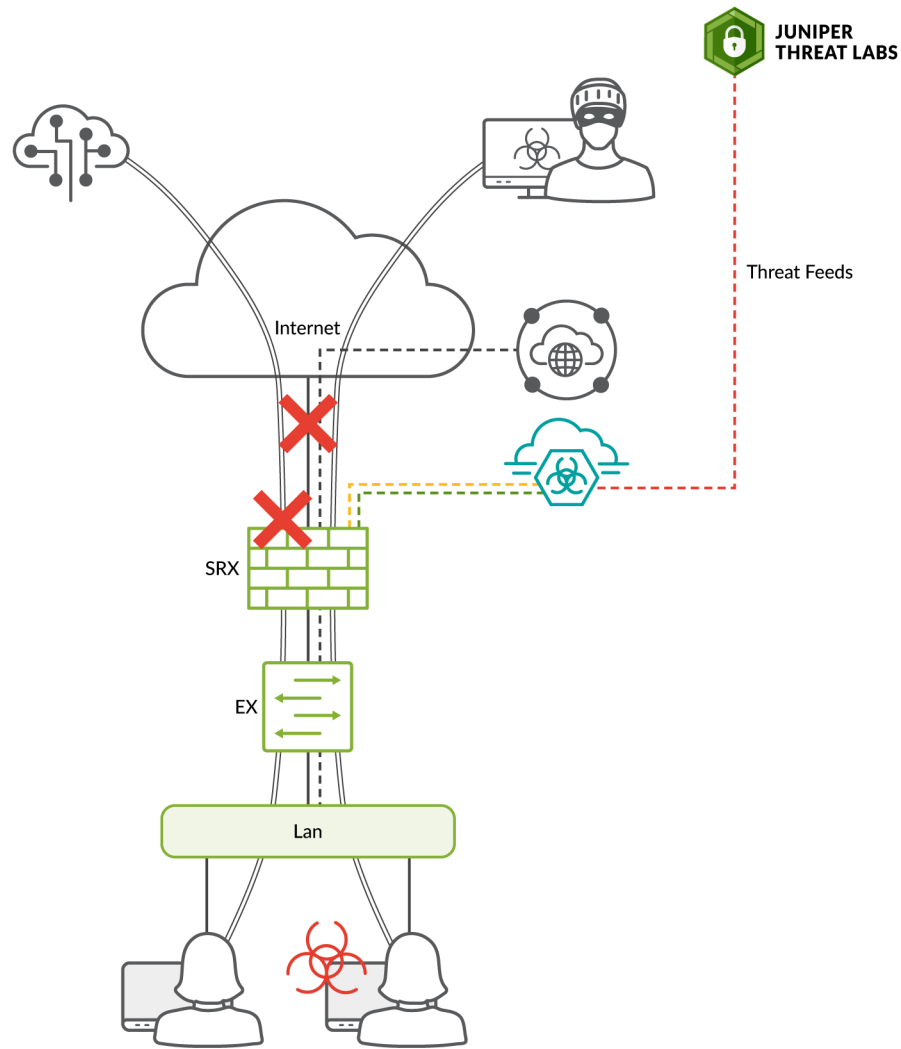 JUNIPER
THREAT LABS
Threat Feeds
Internet
SRX
EX
Lan